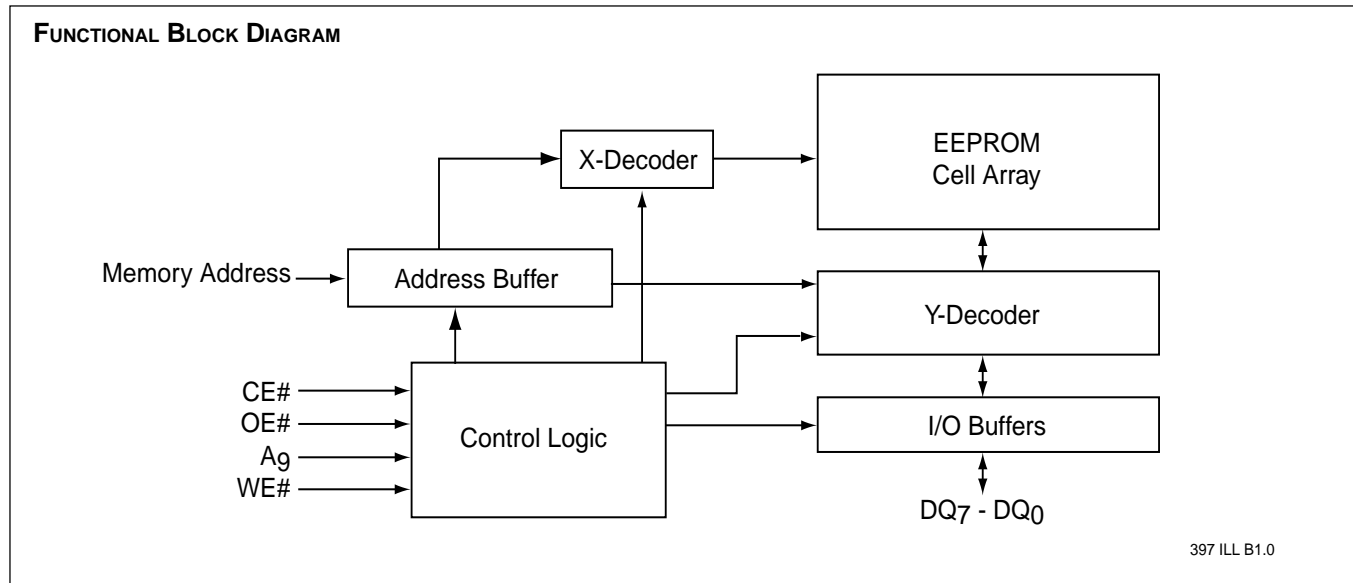 FUNCTIONAL BLOCK DIAGRAM
EEPROM
Cell Array
X-Decoder
Memory Address
Address Buffer
Y-Decoder
CE#
OE#
A9
WE#
Control Logic
I/O Buffers
DQ7 - DQ0
397 ILL B1.0